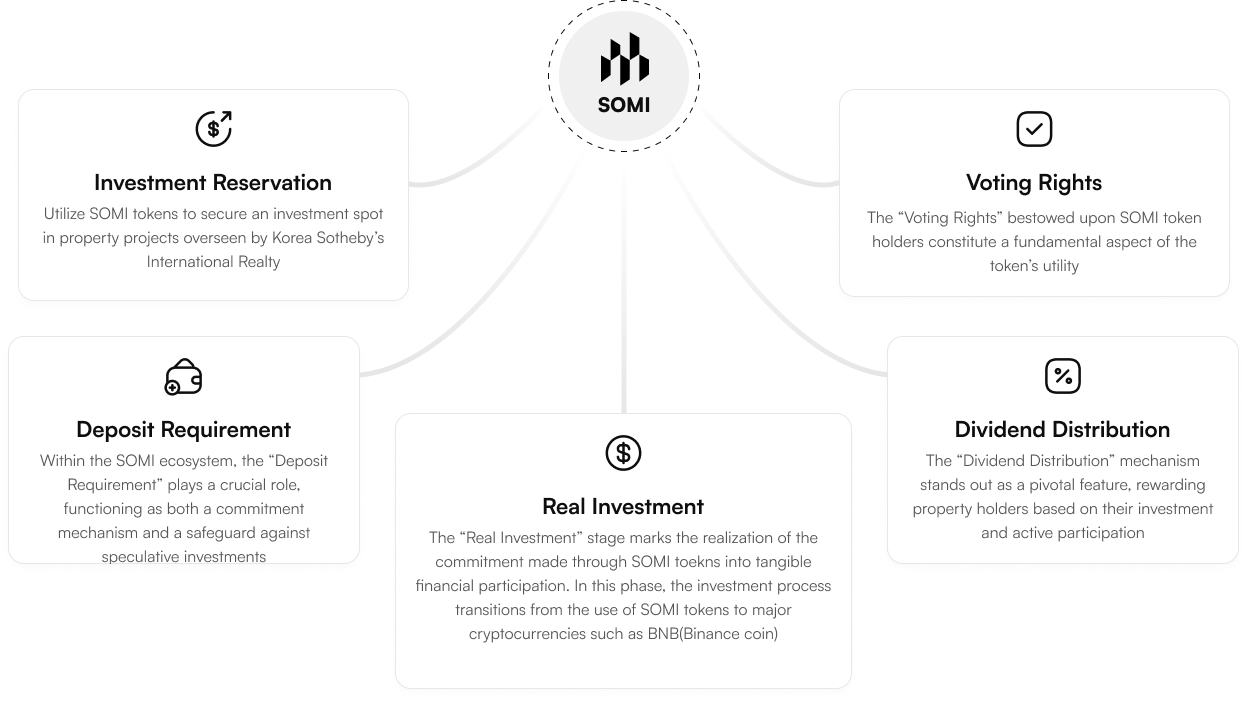 SOMI
Investment Reservation
Utilize SOMI tokens to secure an investment spot
in property projects overseen by Korea Sotheby’s
International Realty
Voting Rights
The “Voting Rights” bestowed upon SOMI token
holders constitute a fundamental aspect of the
token’s utility
Deposit Requirement
Within the SOMI ecosystem, the “Deposit
Requirement” plays a crucial role,
functioning as both a commitment
mechanism and a safeguard against
speculative investments
Real Investment
The “Real Investment” stage marks the realization of the
commitment made through SOMI toekns into tangible
financial participation. In this phase, the investment process
transitions from the use of SOMI tokens to major
cryptocurrencies such as BNB(Binance coin)
Dividend Distribution
The “Dividend Distribution” mechanism
stands out as a pivotal feature, rewarding
property holders based on their investment
and active participation